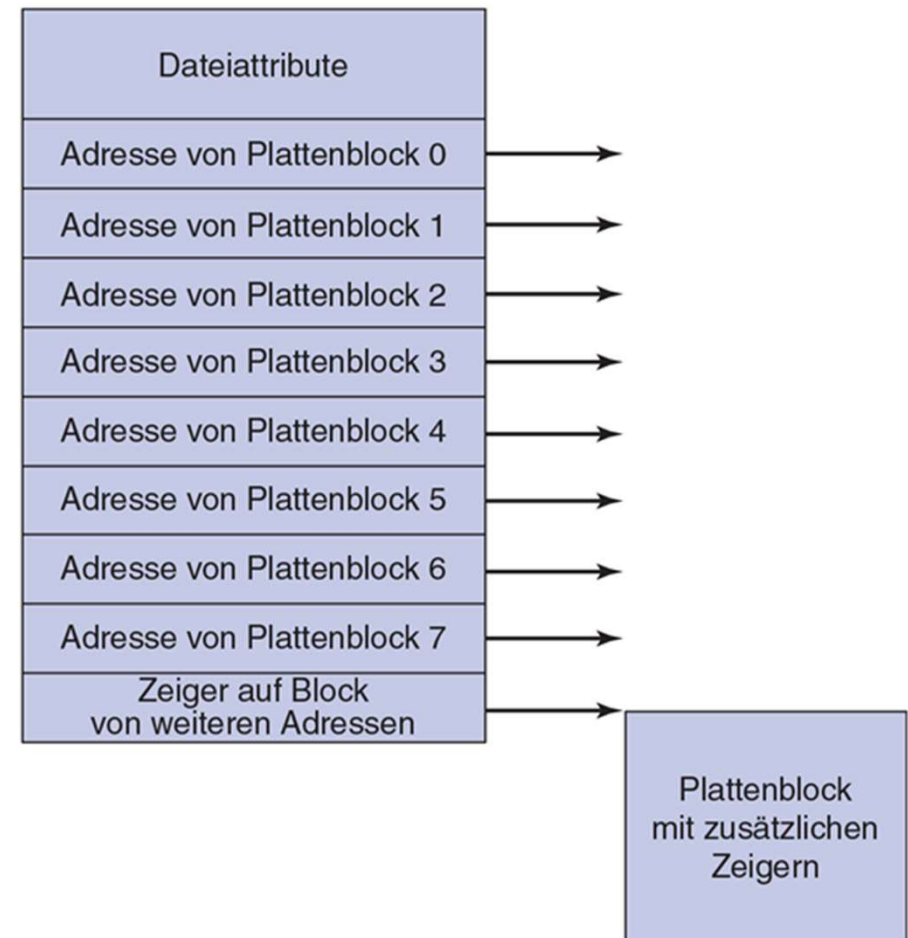 Dateiattribute
Adresse von Plattenblock 0
Adresse von Plattenblock 1
Adresse von Plattenblock 2
Adresse von Plattenblock 3
Adresse von Plattenblock 4
Adresse von Plattenblock 5
Adresse von Plattenblock 6
Adresse von Plattenblock 7
Zeiger auf Block
von weiteren Adressen
Plattenblock
mit zusätzlichen
Zeigern